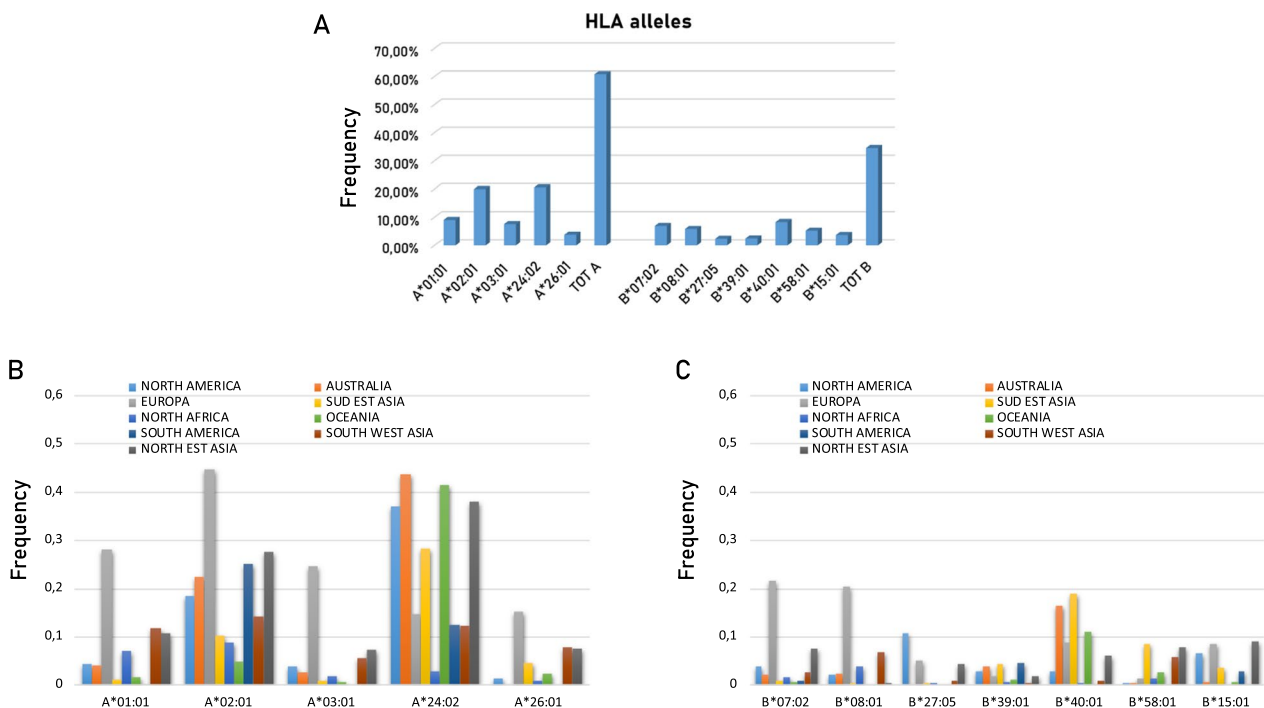 A
HLA alleles
Frequency
70,00%
60,00%
50,00%
40,00%
30,00%
20,00%
10,00%
0,00%
A*01:01 A*02:01 A*03:01 A*24:02 A*26:01 TOT A B*07:02 B*08:01 B*27:05 B*39:01 B*40:01 B*58:01 B*15:01 TOT B
B
Frequency
0,6
0,5
0,4
0,3
0,2
0,1
0
NORTH AMERICA AUSTRALIA
EUROPA SUD EST ASIA
NORTH AFRICA OCEANIA
SOUTH AMERICA SOUTH WEST ASIA
NORTH EST ASIA
A*01:01 A*02:01 A*03:01 A*24:02 A*26:01
C
Frequency
0,6
0,5
0,4
0,3
0,2
0,1
0
NORTH AMERICA AUSTRALIA
EUROPA SUD EST ASIA
NORTH AFRICA OCEANIA
SOUTH AMERICA SOUTH WEST ASIA
NORTH EST ASIA
B*07:02 B*08:01 B*27:05 B*39:01 B*40:01 B*58:01 B*15:01